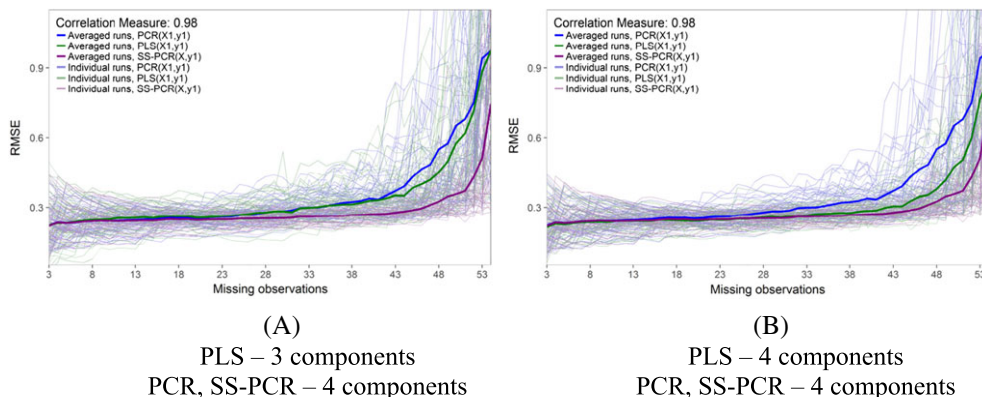 Correlation Measure: 0.98
Averaged runs, PCR(X1,y1)
Averaged runs, PLS(X1,y1)
Averaged runs, SS-PCR(X,y1)
Individual runs, PCR(X1,y1)
Individual runs, PLS(X1,y1)
Individual runs, SS-PCR(X,y1)
0.9
0.6
0.3
RMSE
3 8 13 18 23 28 33 38 43 48 53
Missing observations
(A)
PLS – 3 components
PCR, SS-PCR – 4 components
Correlation Measure: 0.98
Averaged runs, PCR(X1,y1)
Averaged runs, PLS(X1,y1)
Averaged runs, SS-PCR(X,y1)
Individual runs, PCR(X1,y1)
Individual runs, PLS(X1,y1)
Individual runs, SS-PCR(X,y1)
0.9
0.6
0.3
RMSE
3 8 13 18 23 28 33 38 43 48 53
Missing observations
(B)
PLS – 4 components
PCR, SS-PCR – 4 components